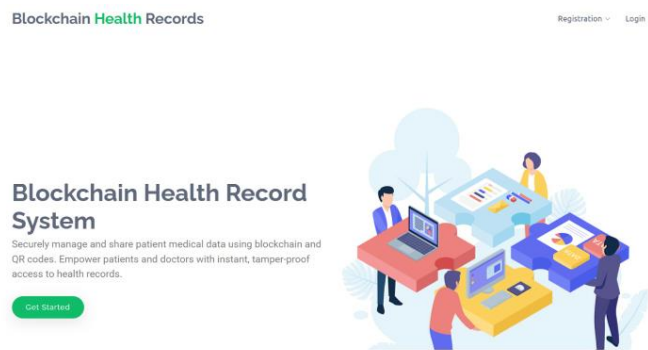 Blockchain Health Records
Registration
Login
Blockchain Health Record
System
Securely manage and share patient medical data using blockchain and
QR codes. Empower patients and doctors with instant, tamper-proof
access to health records.
Get Started